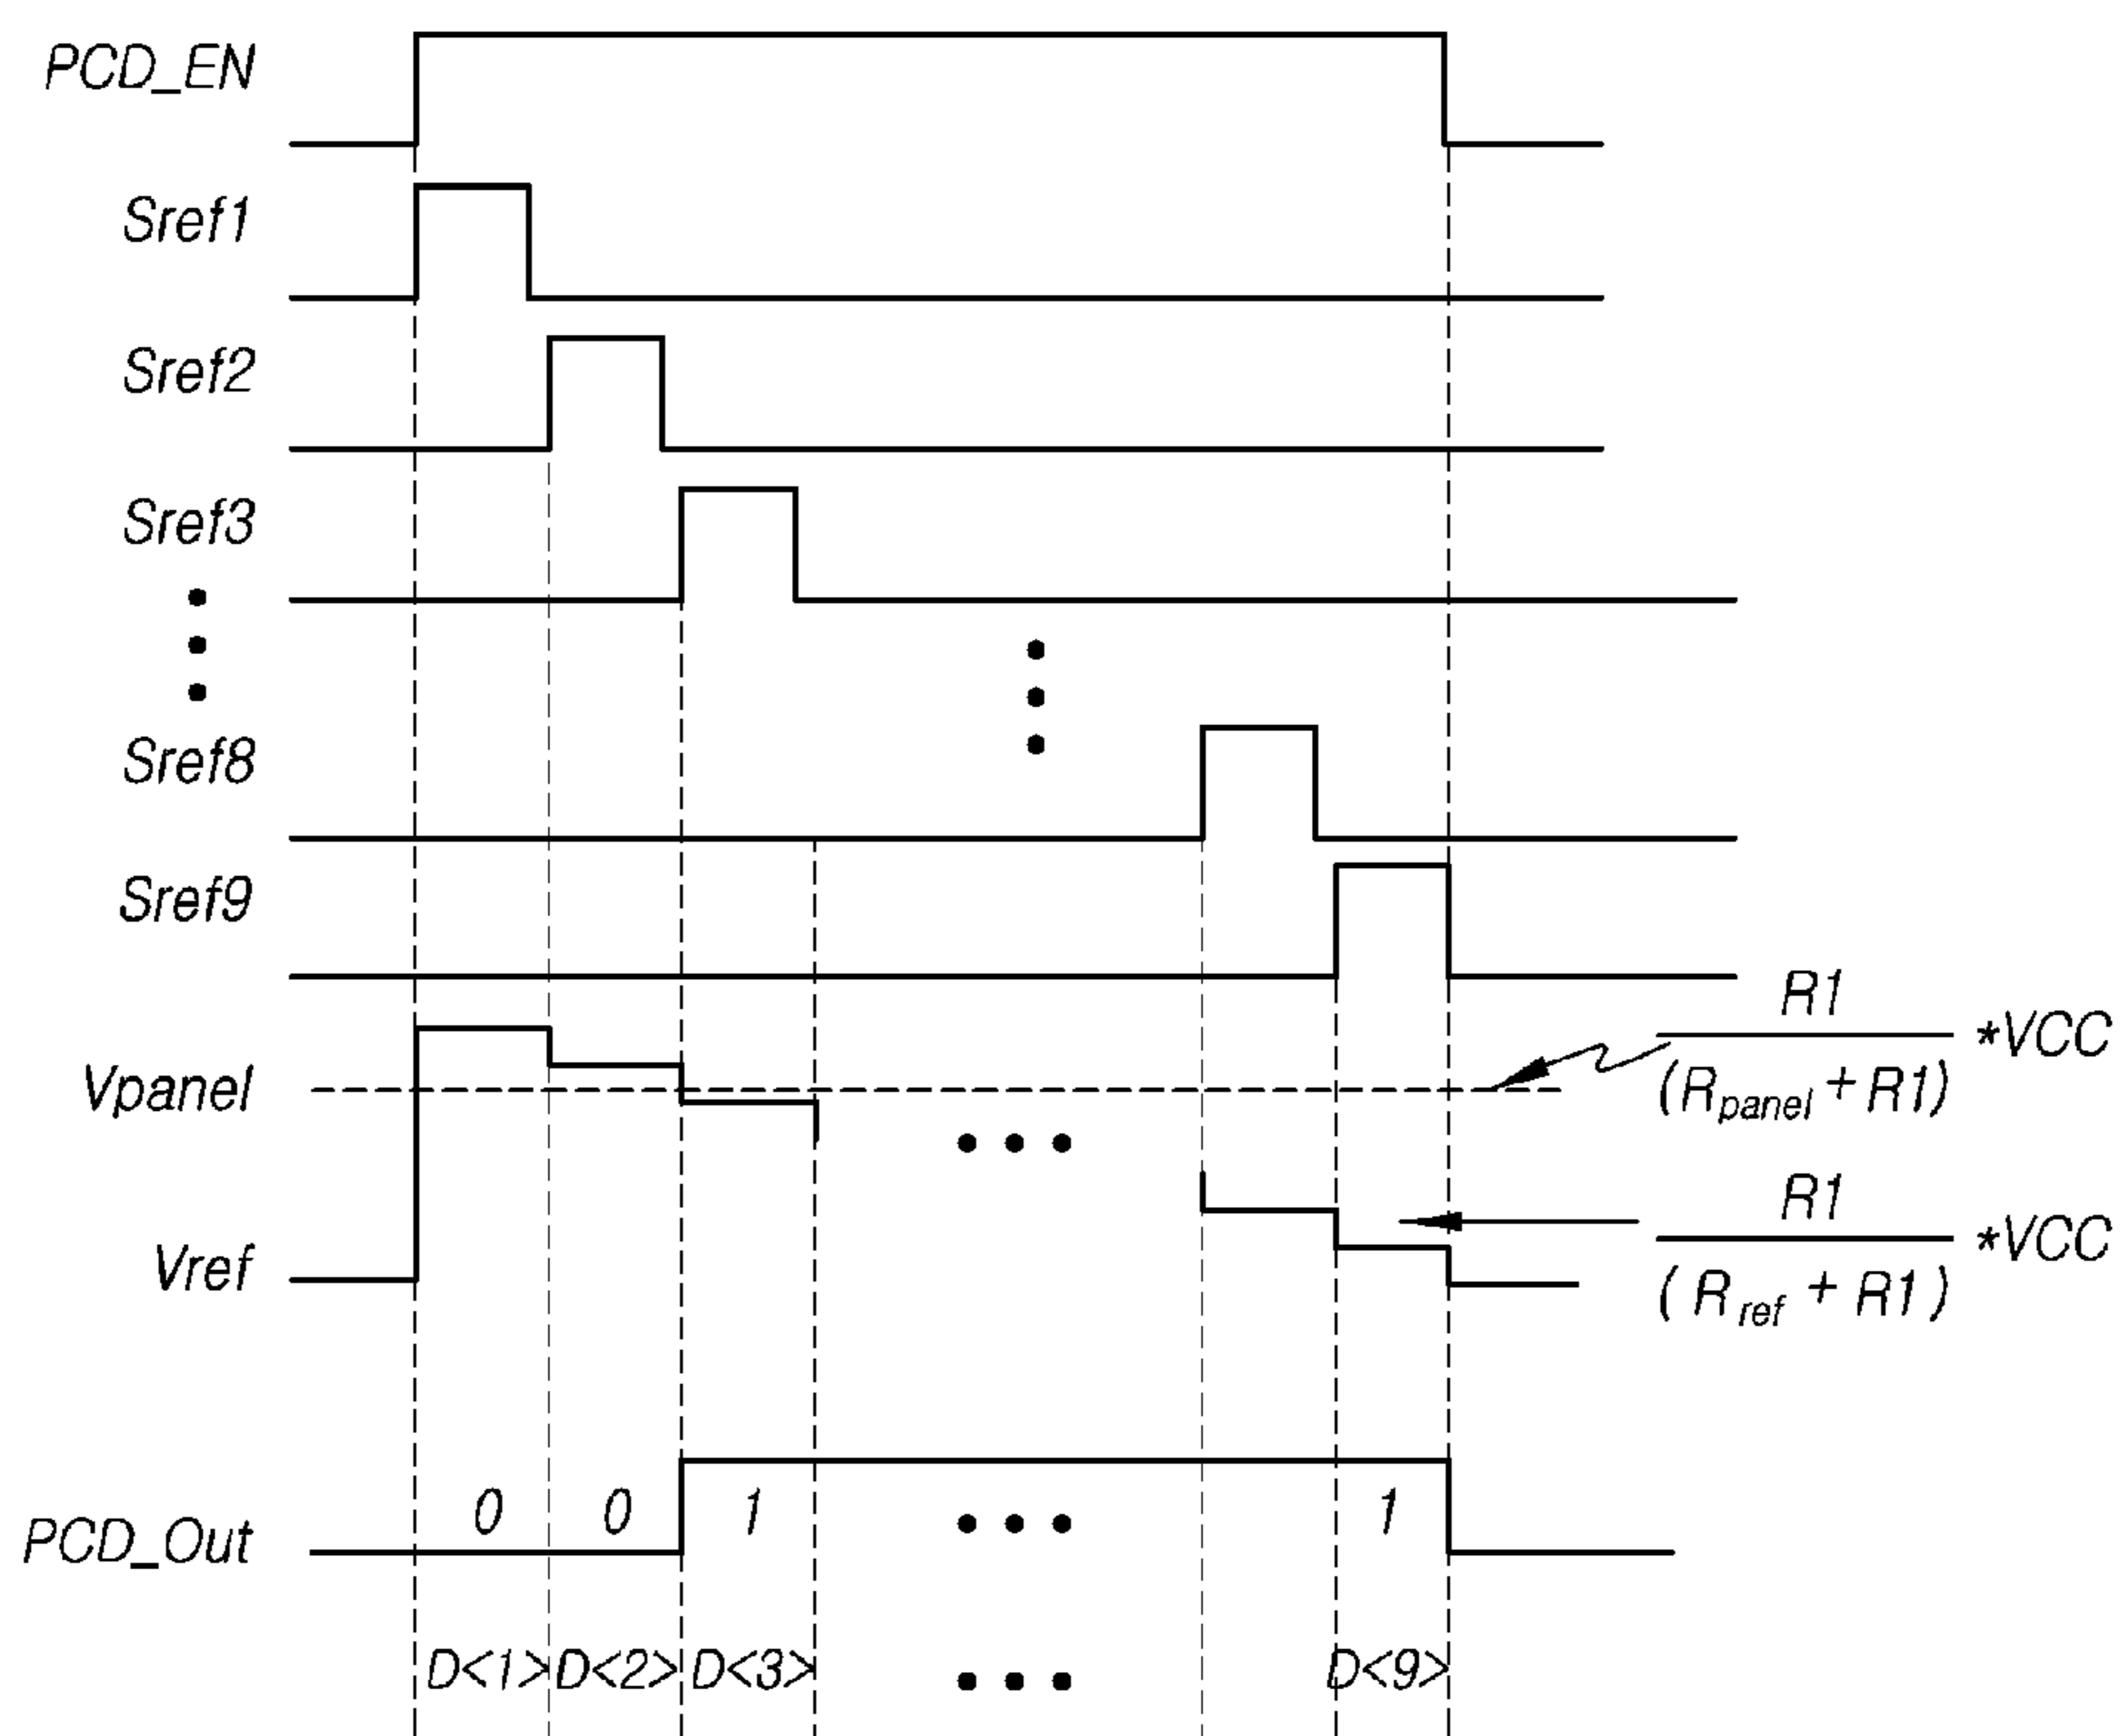 PCD_EN
Sref1
Sref2
Sref3
Sref8
Sref9
R1
*VCC
(Rpanel + R1)
Vpanel
R1
*VCC
(Rref + R1)
Vref
0 0 1 1
PCD_Out
D<1> D<2> D<3> D<9>